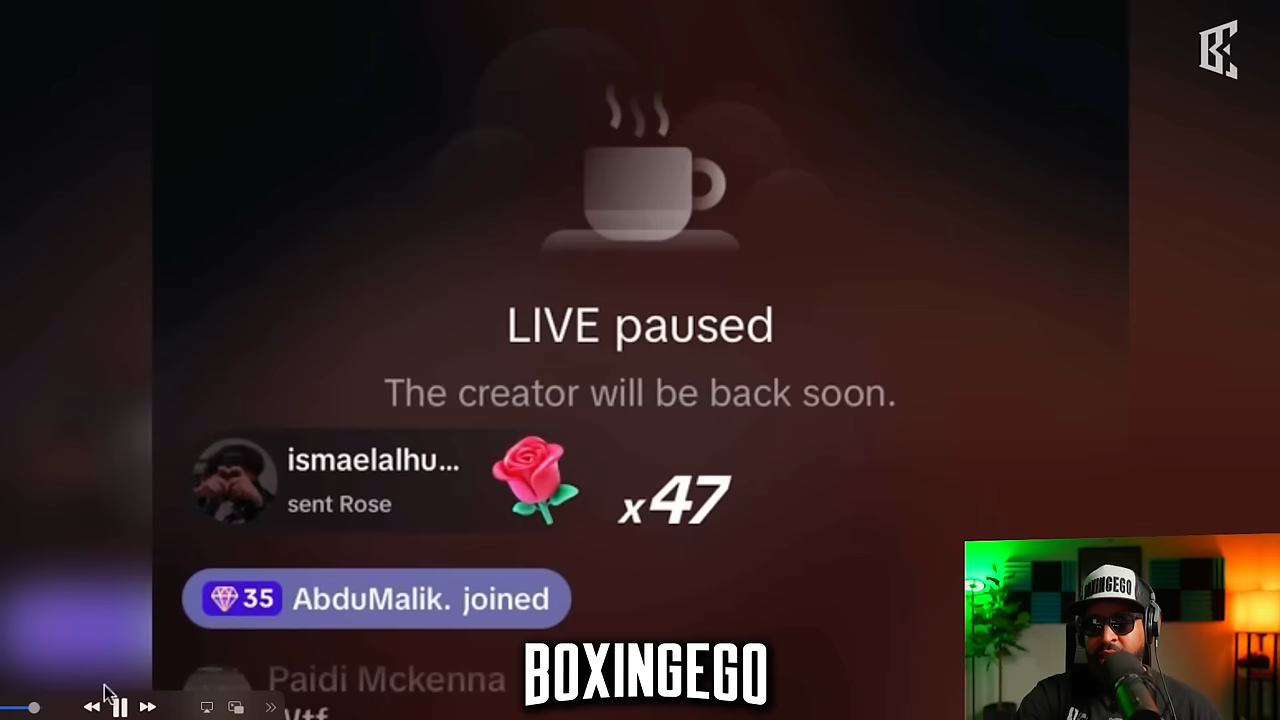 LIVE paused
The creator will be back soon.
ismaelalhu...
sent Rose
x47
35 AbduMalik. joined
BOXINGEGO
Paidi Mckenna
Wtf
BOXINGEGO